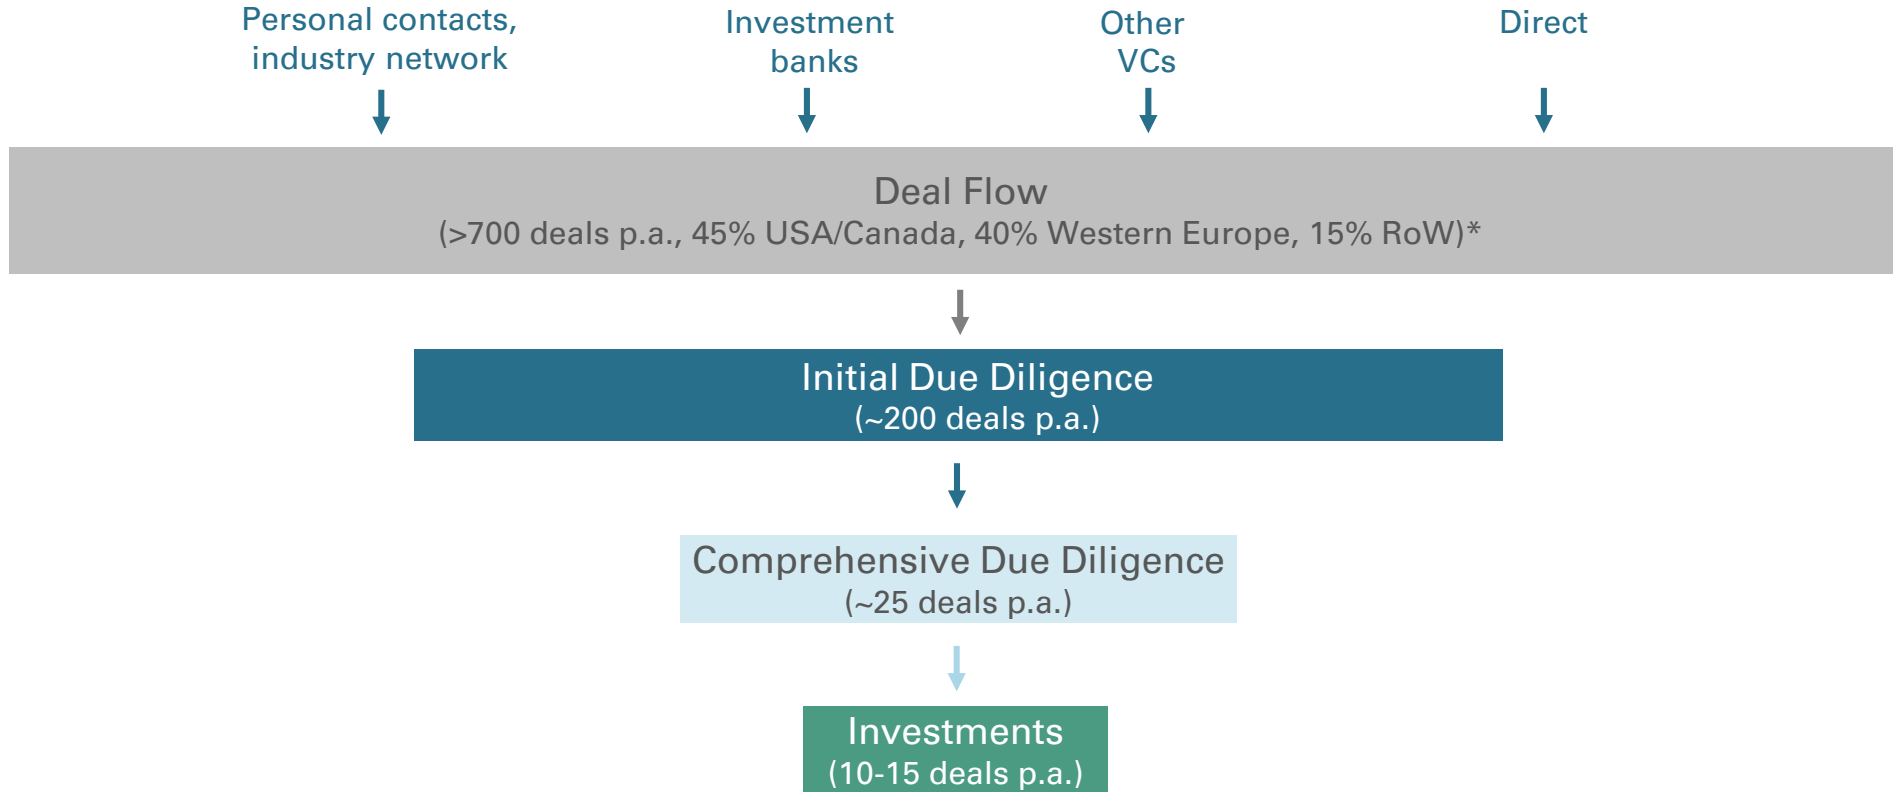 Personal contacts,
industry network
Investment
banks
Other
VCs
Direct
Deal Flow
(>700 deals p.a., 45% USA/Canada, 40% Western Europe, 15% RoW)*
Initial Due Diligence
(~200 deals p.a.)
Comprehensive Due Diligence
(~25 deals p.a.)
Investments
(10-15 deals p.a.)